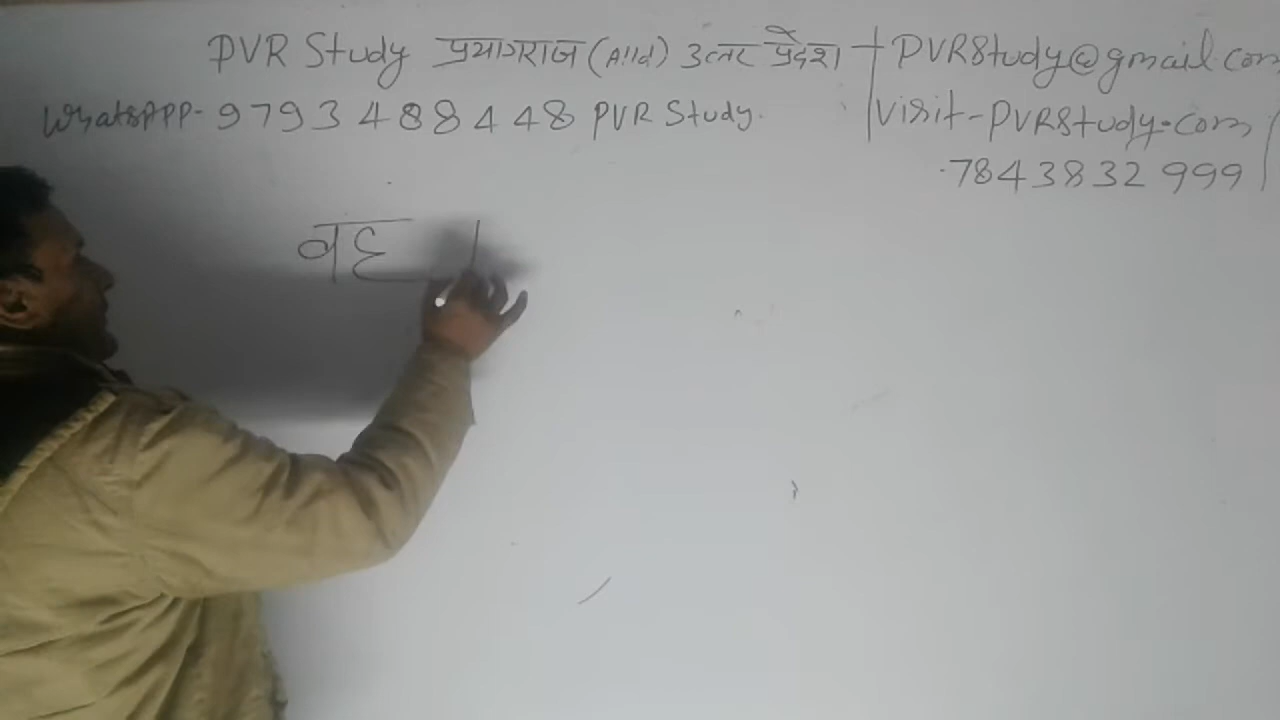 PVR Study प्रयागराज (Alld) उत्तर प्रदेश
WhatsAPP- 9793488448 PVR Study.
PVRStudy@gmail.com
Visit-PVRStudy.com
7843832999
वह